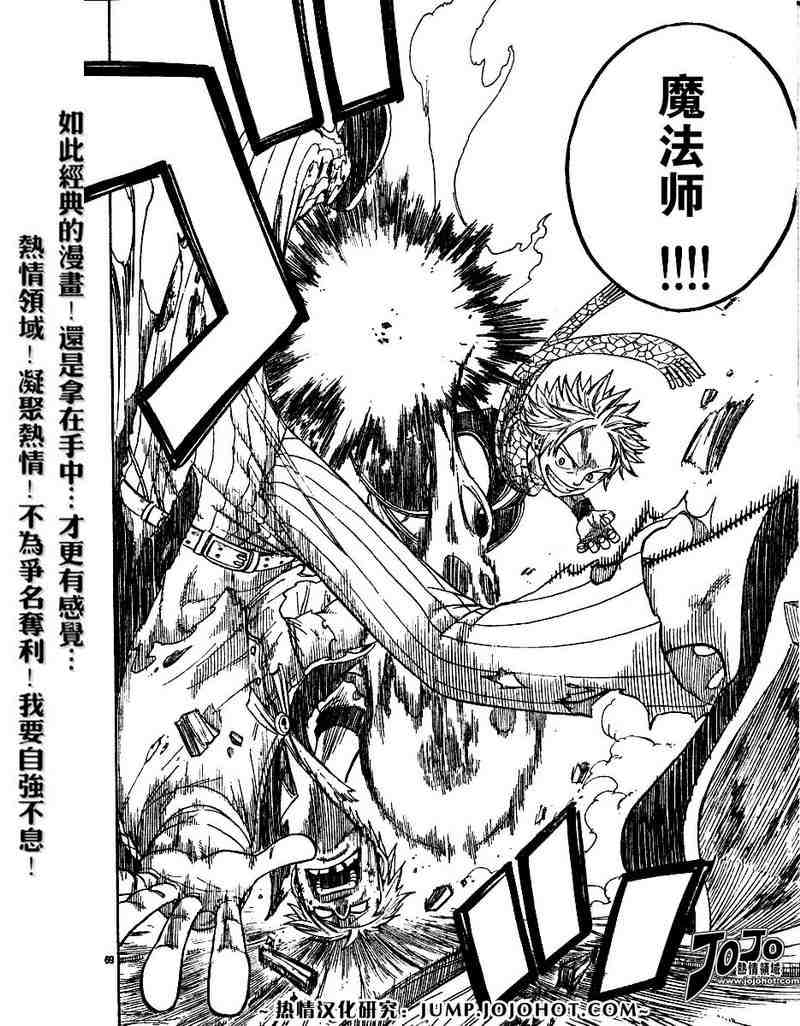 魔法师
!!!!
如此經典的漫畫！還是拿在手中…才更有感覺…
熱情領域！凝聚熱情！不為爭名奪利！我要自強不息！
69
JOJO
熱情領域
www.jojohot.com
~热情汉化研究：JUMP.JOJOHOT.COM~